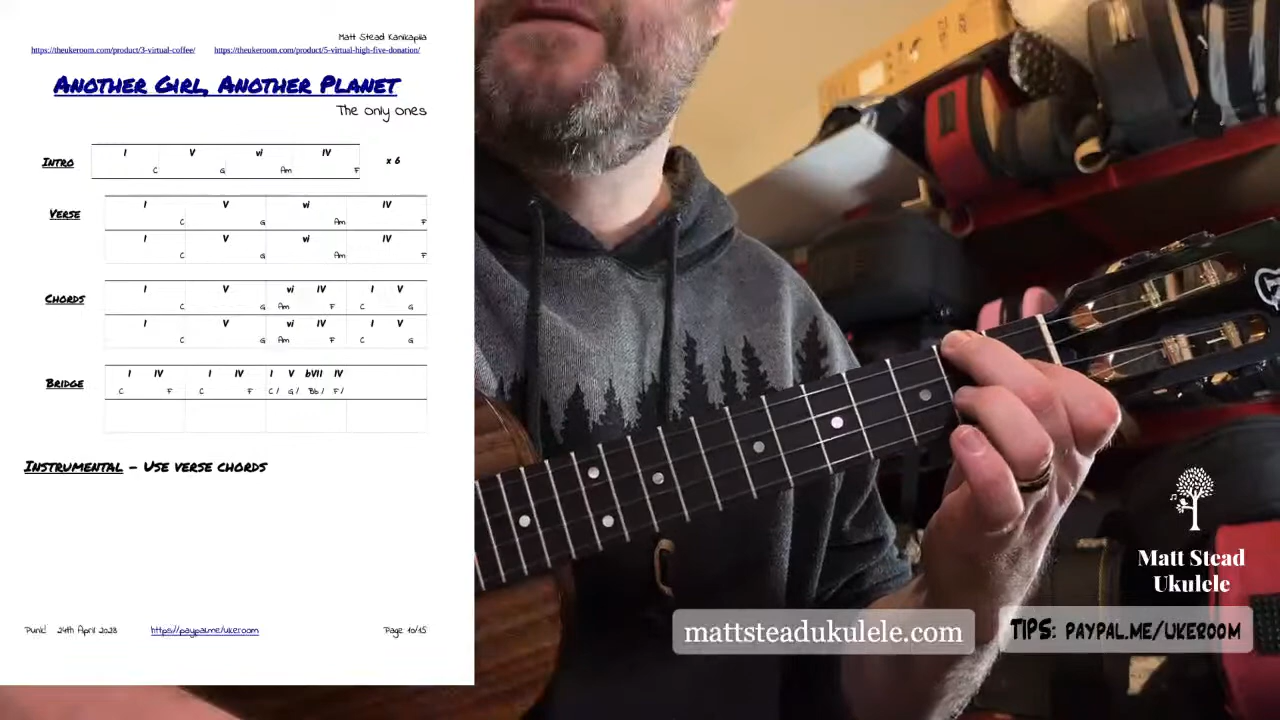 Matt Stead Kanikapila
https://theukeroom.com/product/3-virtual-coffee/ https://theukeroom.com/product/5-virtual-high-five-donation/
Another Girl, Another Planet
The Only Ones
Intro I V vi IV x 6
C G Am F
Verse I V vi IV
C G Am F
I V vi IV
C G Am F
Chords I V vi IV I V
C G Am F C G
I V vi IV I V
C G Am F C G
Bridge I IV I IV I V bVII IV
C F C F C / G / Bb / F /
Instrumental – Use verse chords
Punk! 24th April 2023 https://paypal.me/ukeroom Page 10/15
Matt Stead
Ukulele
mattsteadukulele.com
TIPS: PAYPAL.ME/UKEROOM